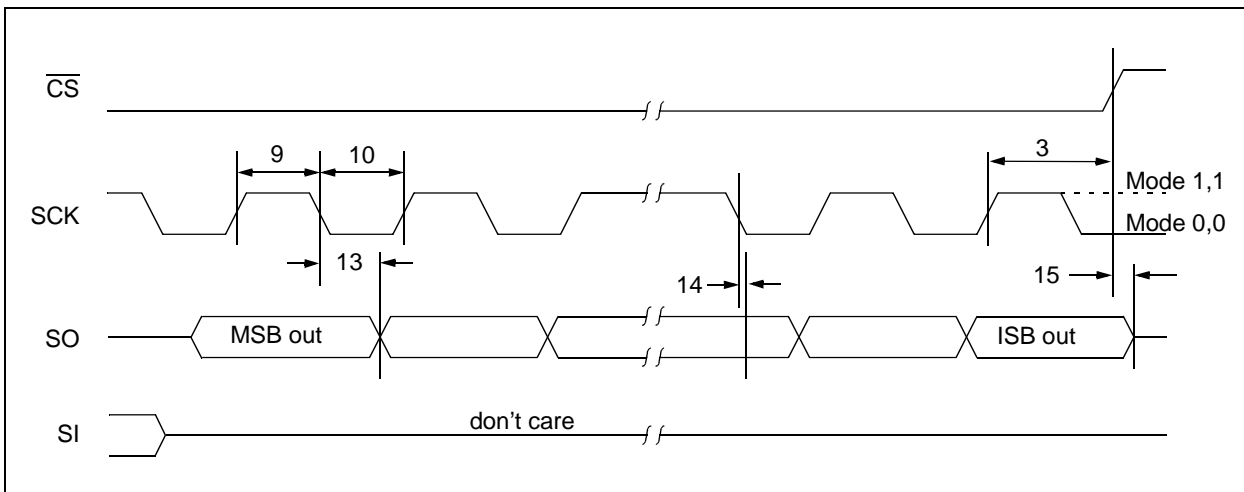 CS
9
10
3
SCK
Mode 1,1
Mode 0,0
13
14
15
SO
MSB out
ISB out
SI
don't care